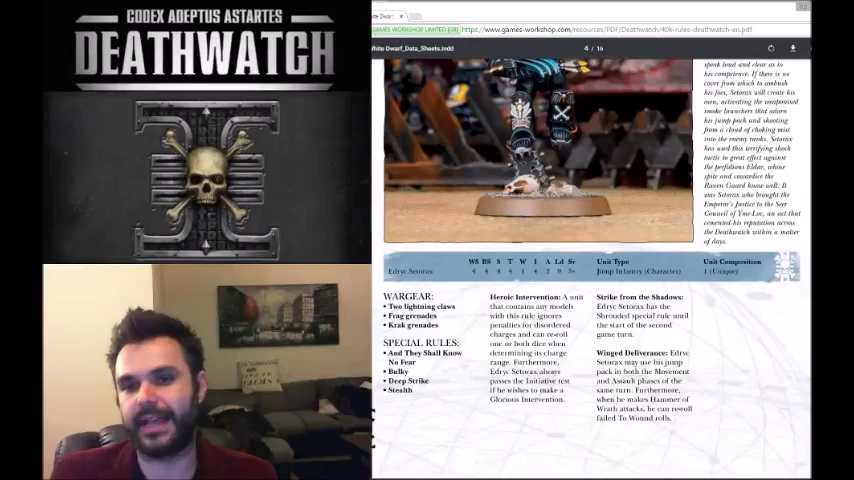 CODEX ADEPTUS ASTARTES
DEATHWATCH
GAMES WORKSHOP LIMITED [GB]
https://www.games-workshop.com/resources/PDF/Deathwatch/40k-rules-deathwatch-en.pdf
White Dwarf_Data_Sheets.indd
4 / 16
speak loud and clear as to
his competence. If there is no
cover from which to ambush
his foes, Setorax will create his
own, activating the weaponised
smoke launchers that adorn
his jump pack and shooting
from a cloud of choking mist
into the enemy ranks. Setorax
has used this terrifying shock
tactic to great effect against
the perfidious Eldar, whose
spite and cowardice the
Raven Guard know well. It
was Setorax who brought the
Emperor's Justice to the Seer
Council of Yme-Loc, an act that
cemented his reputation across
the Deathwatch within a matter
of days.
WS BS S T W I A Ld Sv
Unit Type
Unit Composition
Edryc Setorax
4 4 4 4 1 4 2 9 3+
Jump Infantry (Character)
1 (Unique)
WARGEAR:
• Two lightning claws
• Frag grenades
• Krak grenades
SPECIAL RULES:
• And They Shall Know
No Fear
• Bulky
• Deep Strike
• Stealth
Heroic Intervention: A unit
that contains any models
with this rule ignores
penalties for disordered
charges and can re-roll
one or both dice when
determining its charge
range. Furthermore,
Edryc Setorax always
passes the Initiative test
if he wishes to make a
Glorious Intervention.
Strike from the Shadows:
Edryc Setorax has the
Shrouded special rule until
the start of the second
game turn.
Winged Deliverance: Edryc
Setorax may use his jump
pack in both the Movement
and Assault phases of the
same turn. Furthermore,
when he makes Hammer of
Wrath attacks, he can re-roll
failed To Wound rolls.